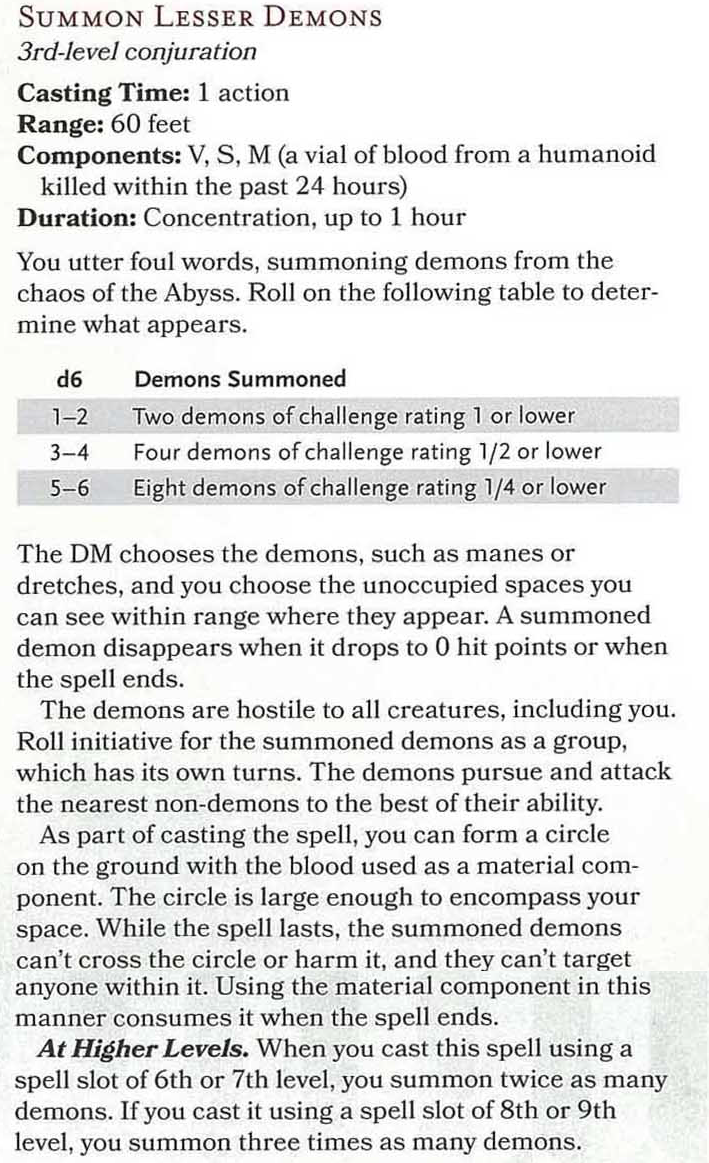 SUMMON LESSER DEMONS
3rd-level conjuration
Casting Time: 1 action
Range: 60 feet
Components: V, S, M (a vial of blood from a humanoid
killed within the past 24 hours)
Duration: Concentration, up to 1 hour
You utter foul words, summoning demons from the
chaos of the Abyss. Roll on the following table to deter-
mine what appears.
d6 Demons Summoned
1–2 Two demons of challenge rating 1 or lower
3–4 Four demons of challenge rating 1/2 or lower
5–6 Eight demons of challenge rating 1/4 or lower
The DM chooses the demons, such as manes or
dretches, and you choose the unoccupied spaces you
can see within range where they appear. A summoned
demon disappears when it drops to 0 hit points or when
the spell ends.
The demons are hostile to all creatures, including you.
Roll initiative for the summoned demons as a group,
which has its own turns. The demons pursue and attack
the nearest non-demons to the best of their ability.
As part of casting the spell, you can form a circle
on the ground with the blood used as a material com-
ponent. The circle is large enough to encompass your
space. While the spell lasts, the summoned demons
can't cross the circle or harm it, and they can't target
anyone within it. Using the material component in this
manner consumes it when the spell ends.
At Higher Levels. When you cast this spell using a
spell slot of 6th or 7th level, you summon twice as many
demons. If you cast it using a spell slot of 8th or 9th
level, you summon three times as many demons.